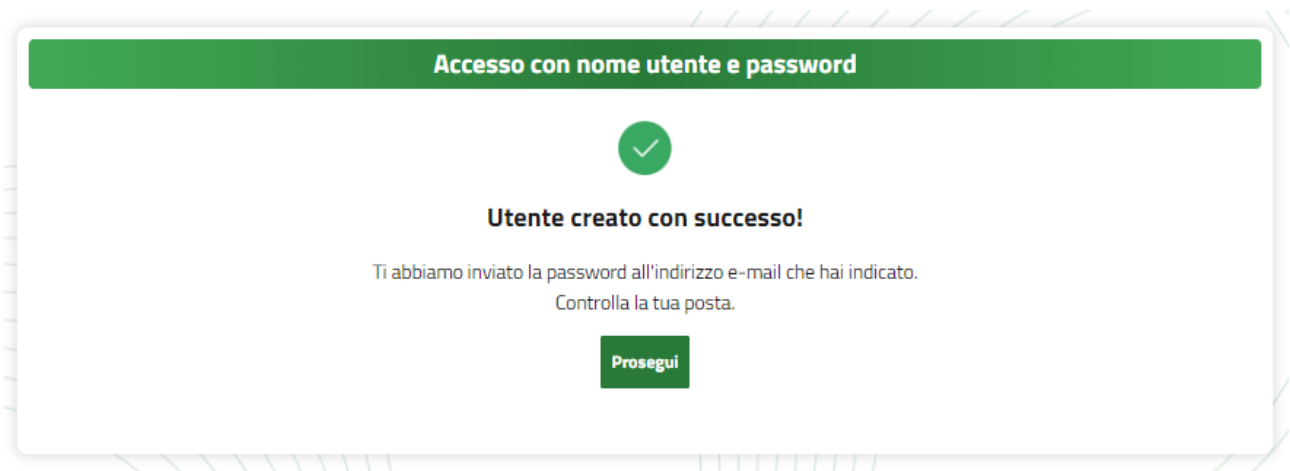 Accesso con nome utente e password
Utente creato con successo!
Ti abbiamo inviato la password all'indirizzo e-mail che hai indicato.
Controlla la tua posta.
Prosegui